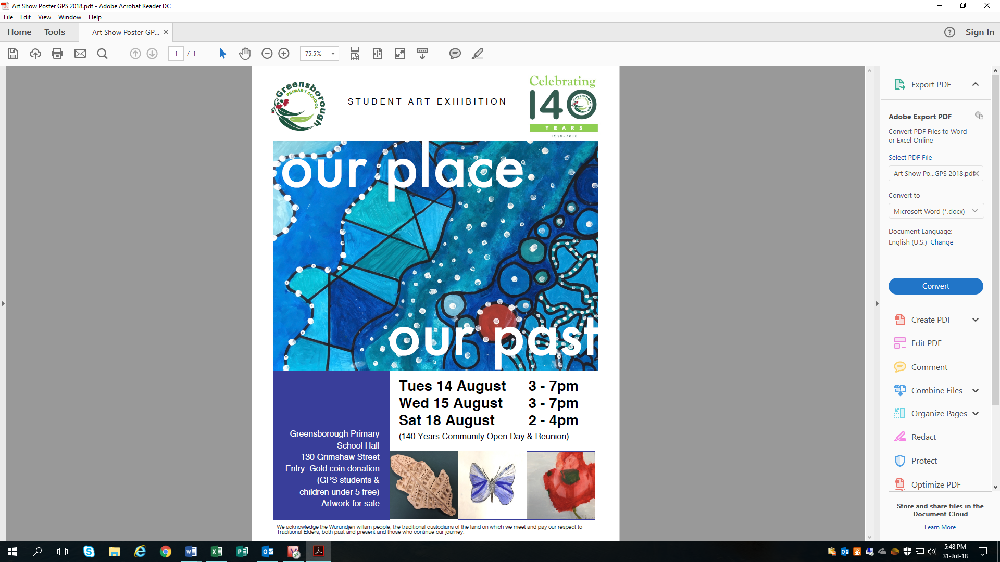 Art Show Poster GPS 2018.pdf - Adobe Acrobat Reader DC
File Edit View Window Help
Home Tools Art Show Poster GP... × ? Sign In
1 / 1 75.5%
Greensborough
PRIMARY SCHOOL
STUDENT ART EXHIBITION
Celebrating
140
Greensborough
YEARS
1878-2018
our place
our past
Tues 14 August 3 - 7pm
Wed 15 August 3 - 7pm
Sat 18 August 2 - 4pm
(140 Years Community Open Day & Reunion)
Greensborough Primary
School Hall
130 Grimshaw Street
Entry: Gold coin donation
(GPS students &
children under 5 free)
Artwork for sale
We acknowledge the Wurundjeri willam people, the traditional custodians of the land on which we meet and pay our respect to
Traditional Elders, both past and present and those who continue our journey.
Export PDF
Adobe Export PDF
Convert PDF Files to Word
or Excel Online
Select PDF File
Art Show Po...GPS 2018.pdf
Convert to
Microsoft Word (*.docx)
Document Language:
English (U.S.) Change
Convert
Create PDF
Edit PDF
Comment
Combine Files
Organize Pages
Redact
Protect
Optimize PDF
Store and share files in the
Document Cloud
Learn More
5:48 PM
31-Jul-18